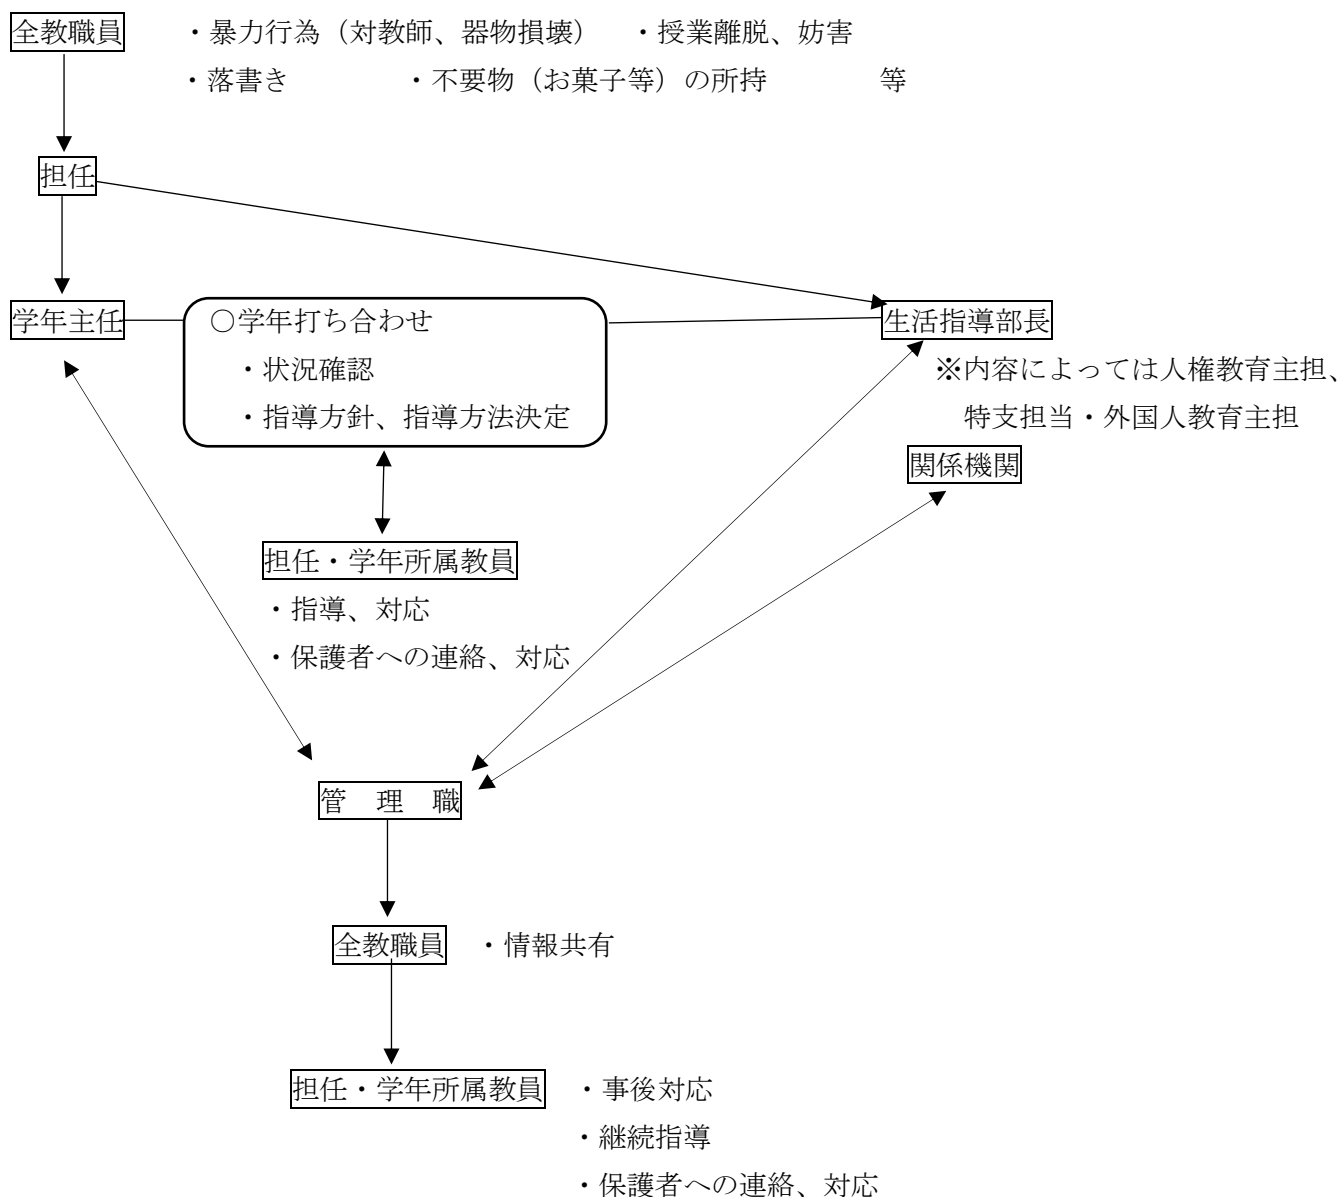 全教職員　・暴力行為（対教師、器物損壊）　・授業離脱、妨害
・落書き　・不要物（お菓子等）の所持　等
担任
学年主任　○学年打ち合わせ　生活指導部長
・状況確認　※内容によっては人権教育主担、
・指導方針、指導方法決定　特支担当・外国人教育主担
関係機関
担任・学年所属教員
・指導、対応
・保護者への連絡、対応
管　理　職
全教職員　・情報共有
担任・学年所属教員　・事後対応
・継続指導
・保護者への連絡、対応